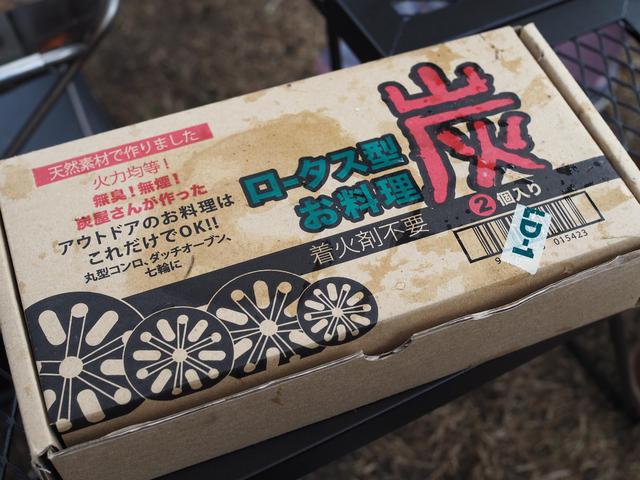 天然素材で作りました
火力均等！
無臭！無煙！
炭屋さんが作った
アウトドアのお料理は
これだけでOK!!
丸型コンロ、ダッチオーブン、
七輪に
ロータス型
お料理
炭
着火剤不要
②個入り
LD-1
9
015423